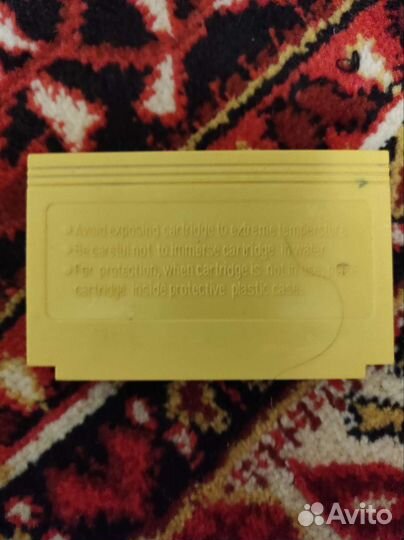 Avoid exposing cartridge to extreme temperature
Be careful not to immerse cartridge in water
For protection, when cartridge is not in use,
cartridge inside protective plastic case.
Avito